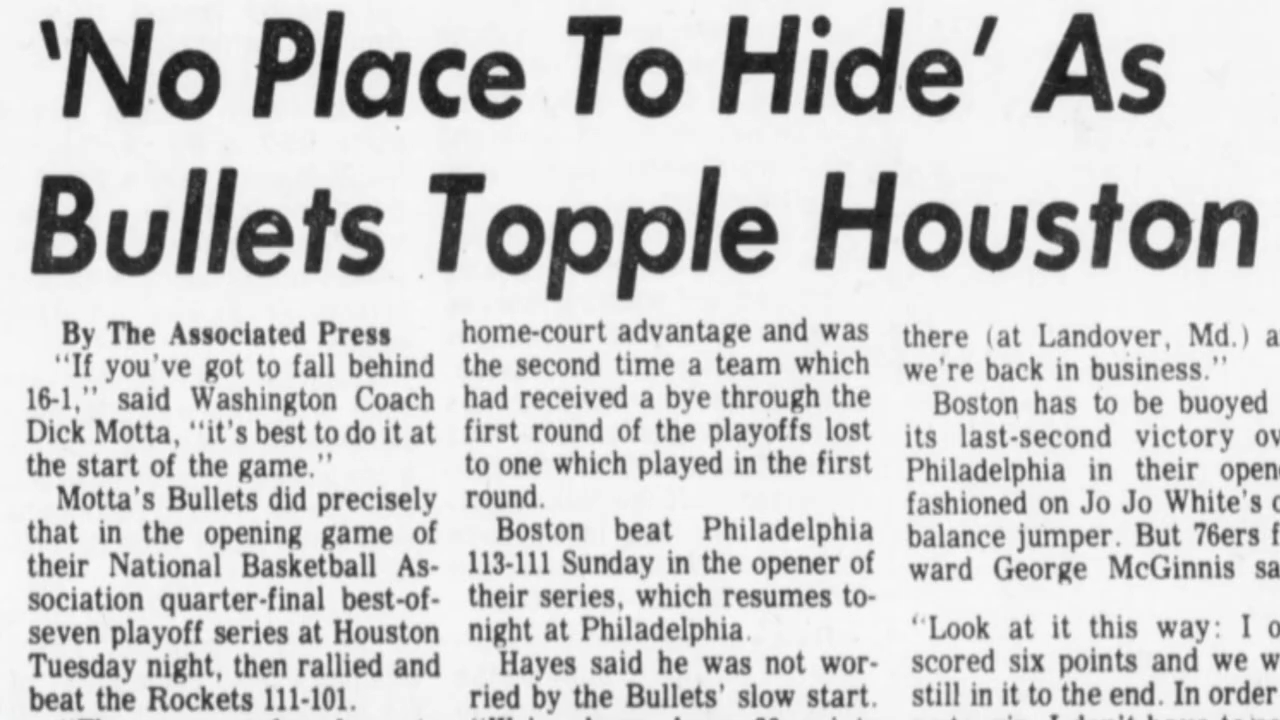 'No Place To Hide' As
Bullets Topple Houston
By The Associated Press
"If you've got to fall behind
16-1," said Washington Coach
Dick Motta, "it's best to do it at
the start of the game."
Motta's Bullets did precisely
that in the opening game of
their National Basketball As-
sociation quarter-final best-of-
seven playoff series at Houston
Tuesday night, then rallied and
beat the Rockets 111-101.
home-court advantage and was
the second time a team which
had received a bye through the
first round of the playoffs lost
to one which played in the first
round.
Boston beat Philadelphia
113-111 Sunday in the opener of
their series, which resumes to-
night at Philadelphia.
Hayes said he was not wor-
ried by the Bullets' slow start.
there (at Landover, Md.)
we're back in business."
Boston has to be buoyed
its last-second victory
Philadelphia in their
fashioned on Jo Jo White's
balance jumper. But 76ers
ward George McGinnis
"Look at it this way: I
scored six points and we
still in it to the end. In order